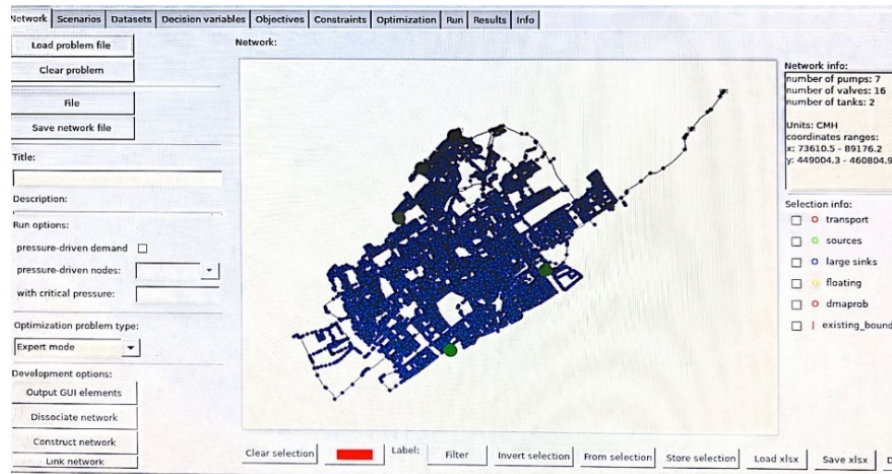 Network Scenarios Datasets Decision variables Objectives Constraints Optimization Run Results Info
Load problem file
Clear problem
File
Save network file
Title:
Description:
Run options:
pressure-driven demand
pressure-driven nodes:
with critical pressure:
Optimization problem type:
Expert mode
Development options:
Output GUI elements
Dissociate network
Construct network
Link network
Network:
Network info:
number of pumps: 7
number of valves: 16
number of tanks: 2
Units: CMH
coordinates ranges:
x: 73610.5 - 89176.2
y: 449004.3 - 460804.9
Selection info:
transport
sources
large sinks
floating
dmaprob
existing_bound
Clear selection Label: Filter Invert selection From selection Store selection Load xlsx Save xlsx D